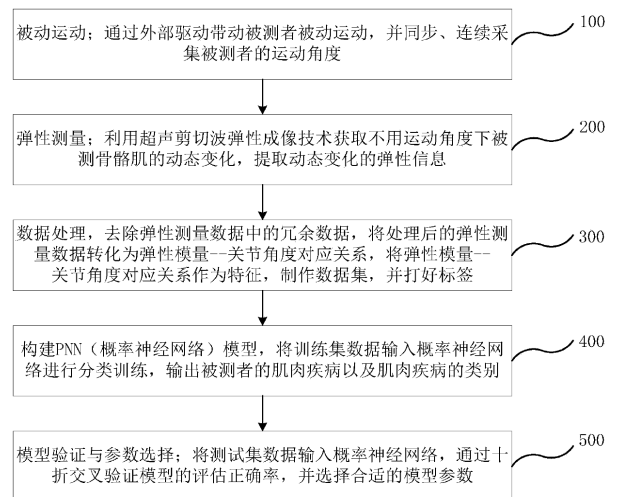 被动运动；通过外部驱动带动被测者被动运动，并同步、连续采
集被测者的运动角度
100
弹性测量；利用超声剪切波弹性成像技术获取不用运动角度下被
测骨骼肌的动态变化，提取动态变化的弹性信息
200
数据处理，去除弹性测量数据中的冗余数据，将处理后的弹性测
量数据转化为弹性模量--关节角度对应关系，将弹性模量--
关节角度对应关系作为特征，制作数据集，并打好标签
300
构建PNN（概率神经网络）模型，将训练集数据输入概率神经网
络进行分类训练，输出被测者的肌肉疾病以及肌肉疾病的类别
400
模型验证与参数选择；将测试集数据输入概率神经网络，通过十
折交叉验证模型的评估正确率，并选择合适的模型参数
500